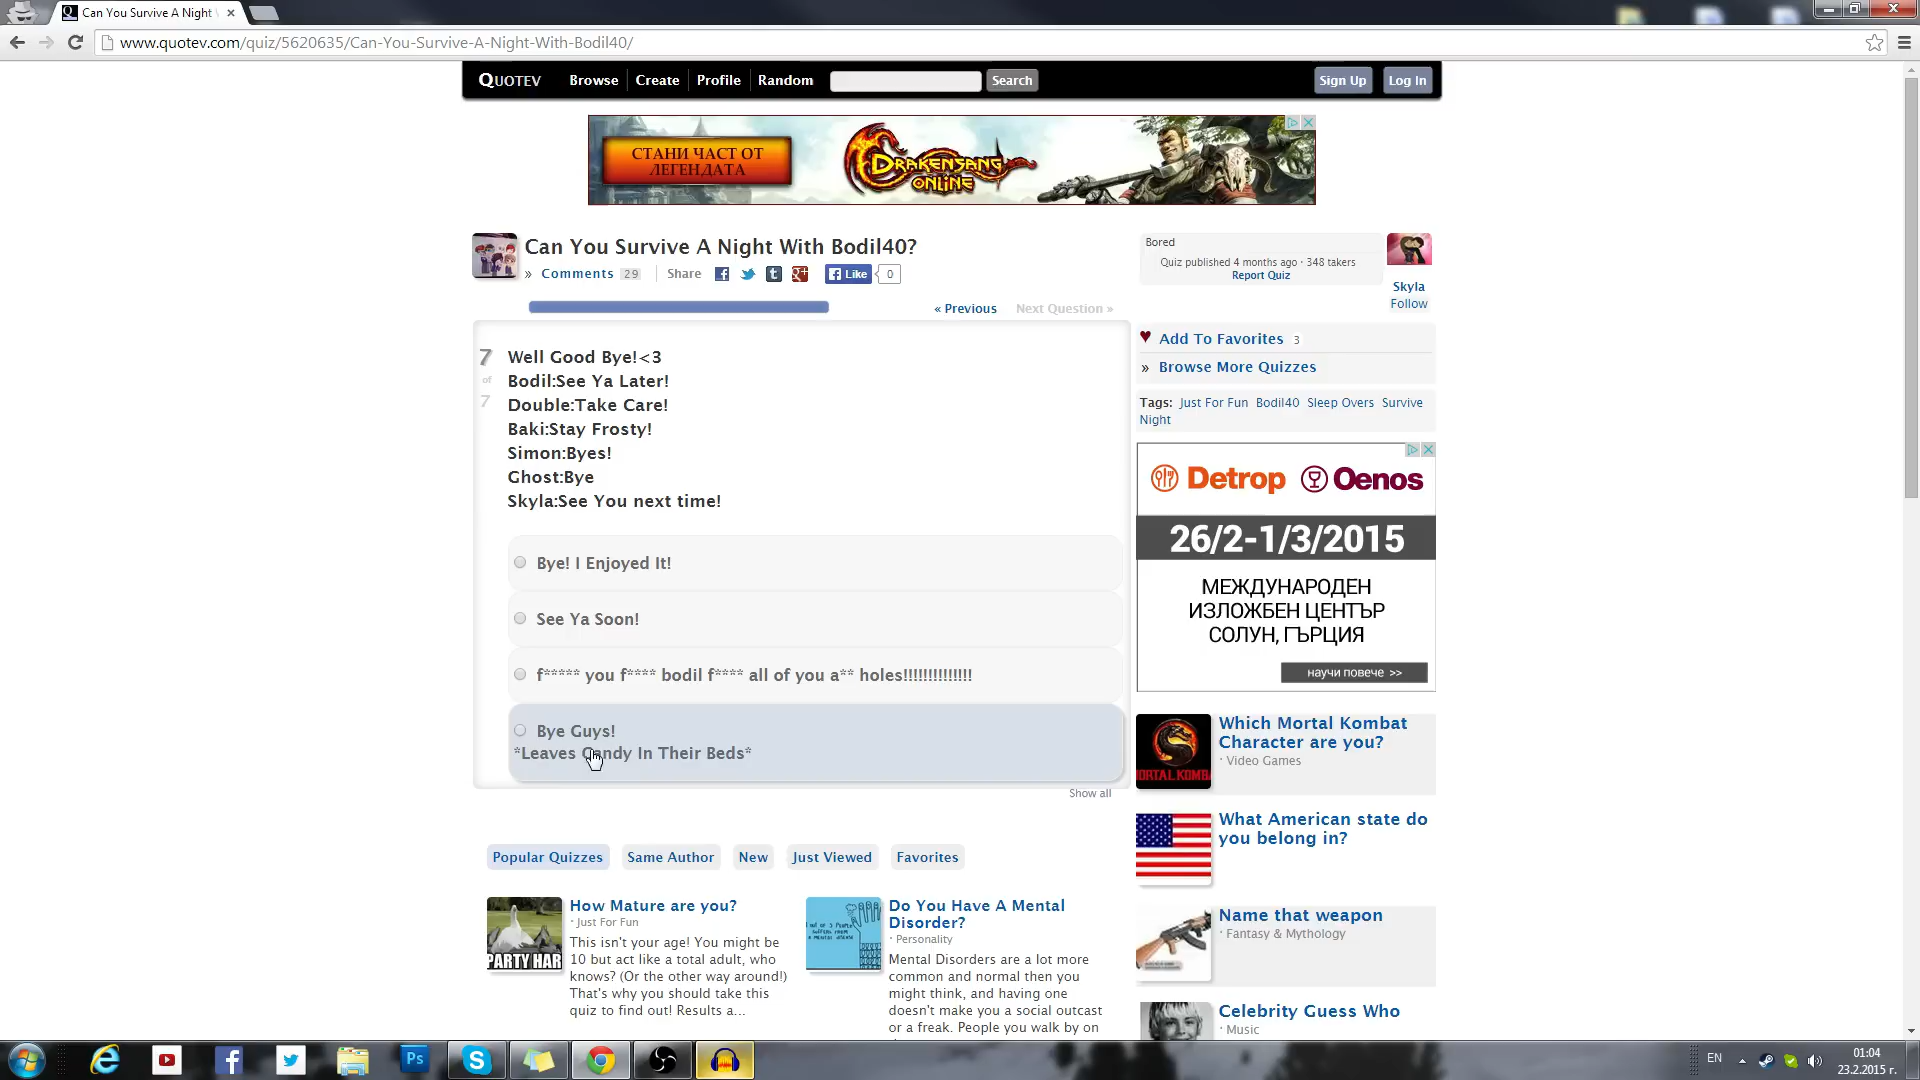 Can You Survive A Night
www.quotev.com/quiz/5620635/Can-You-Survive-A-Night-With-Bodil40/
QUOTEV Browse Create Profile Random Search Sign Up Log In
СТАНИ ЧАСТ ОТ
ЛЕГЕНДАТА
DRAKENSANG
ONLINE
Can You Survive A Night With Bodil40?
» Comments 29 Share Like 0
Bored
Quiz published 4 months ago · 348 takers
Report Quiz
Skyla
Follow
« Previous Next Question »
7
of
7
Well Good Bye!<3
Bodil:See Ya Later!
Double:Take Care!
Baki:Stay Frosty!
Simon:Byes!
Ghost:Bye
Skyla:See You next time!
Bye! I Enjoyed It!
See Ya Soon!
f***** you f**** bodil f**** all of you a** holes!!!!!!!!!!!!!!
Bye Guys!
*Leaves Candy In Their Beds*
Show all
Add To Favorites 3
» Browse More Quizzes
Tags: Just For Fun Bodil40 Sleep Overs Survive
Night
Detrop Oenos
26/2-1/3/2015
МЕЖДУНАРОДЕН
ИЗЛОЖБЕН ЦЕНТЪР
СОЛУН, ГЪРЦИЯ
научи повече >>
Which Mortal Kombat
Character are you?
· Video Games
MORTAL KOMBA
What American state do
you belong in?
Name that weapon
· Fantasy & Mythology
Celebrity Guess Who
· Music
Popular Quizzes Same Author New Just Viewed Favorites
How Mature are you?
· Just For Fun
This isn't your age! You might be
10 but act like a total adult, who
knows? (Or the other way around!)
That's why you should take this
quiz to find out! Results a...
PARTY HAR
Do You Have A Mental
Disorder?
· Personality
Mental Disorders are a lot more
common and normal then you
might think, and having one
doesn't make you a social outcast
or a freak. People you walk by on
Ps
EN
01:04
23.2.2015 г.